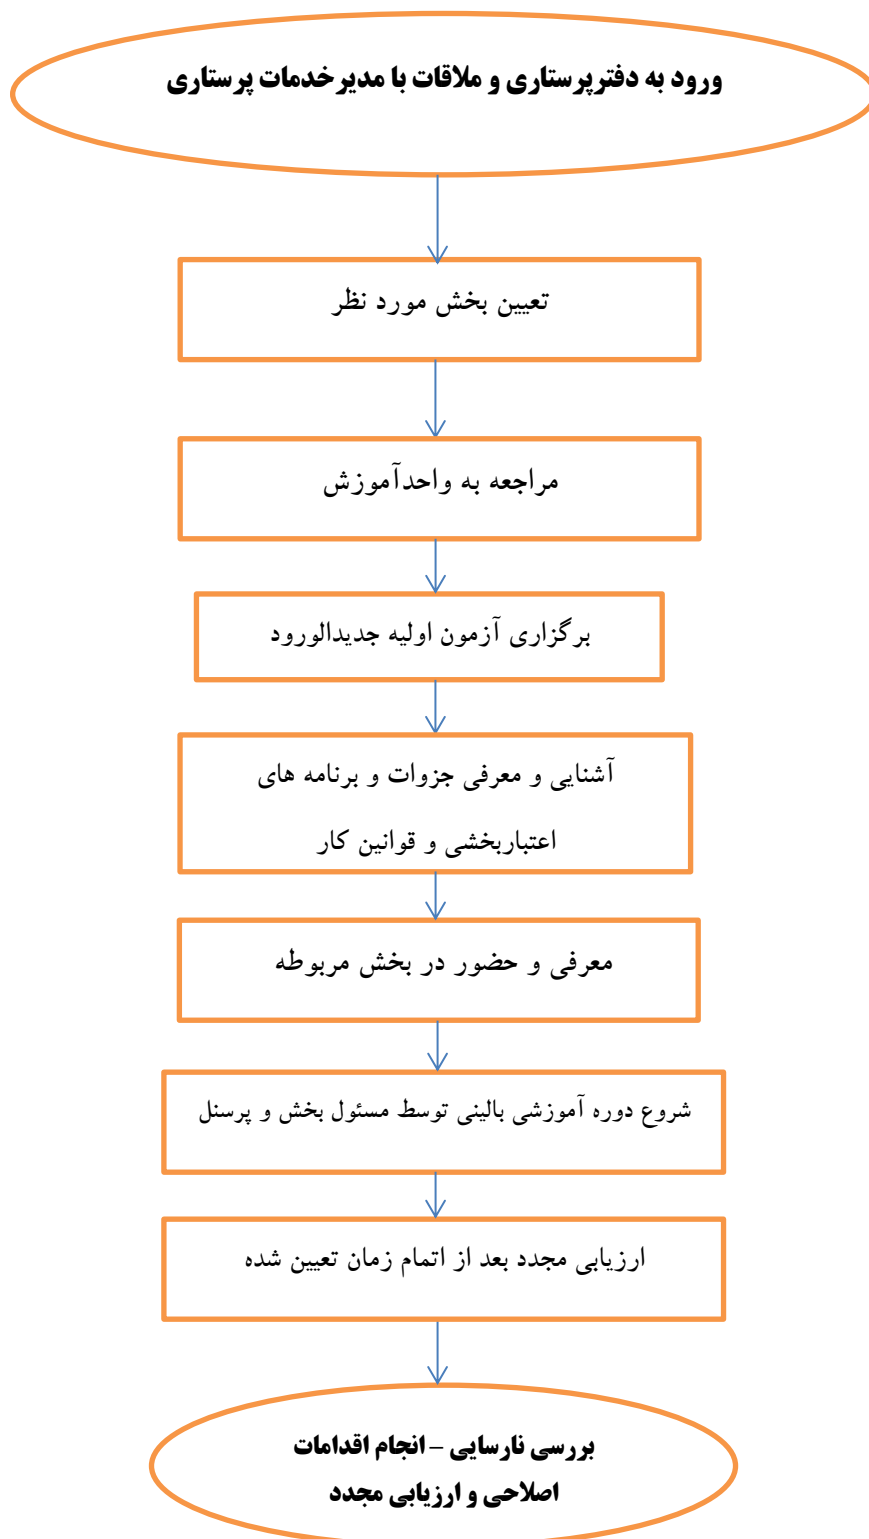 ورود به دفترپرستاری و ملاقات با مدیرخدمات پرستاری
تعیین بخش مورد نظر
مراجعه به واحدآموزش
برگزاری آزمون اولیه جدیدالورود
آشنایی و معرفی جزوات و برنامه های
اعتباربخشی و قوانین کار
معرفی و حضور در بخش مربوطه
شروع دوره آموزشی بالینی توسط مسئول بخش و پرسنل
ارزیابی مجدد بعد از اتمام زمان تعیین شده
بررسی نارسایی – انجام اقدامات
اصلاحی و ارزیابی مجدد